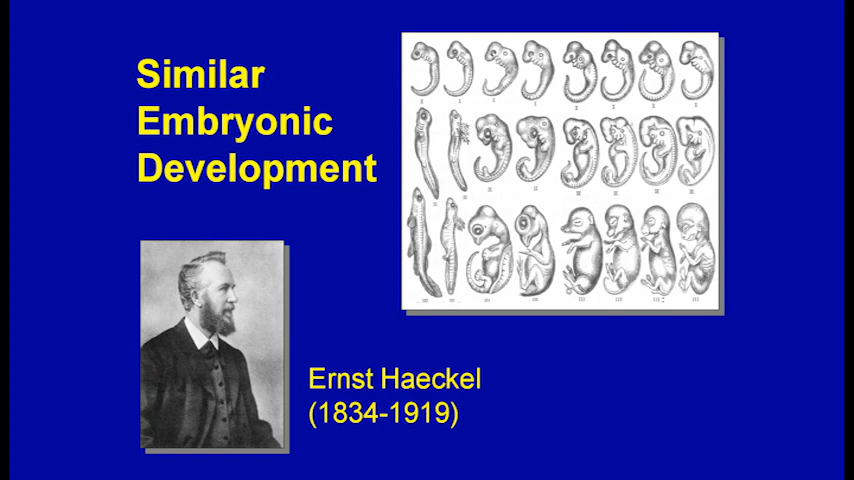 Similar
Embryonic
Development
Ernst Haeckel
(1834-1919)